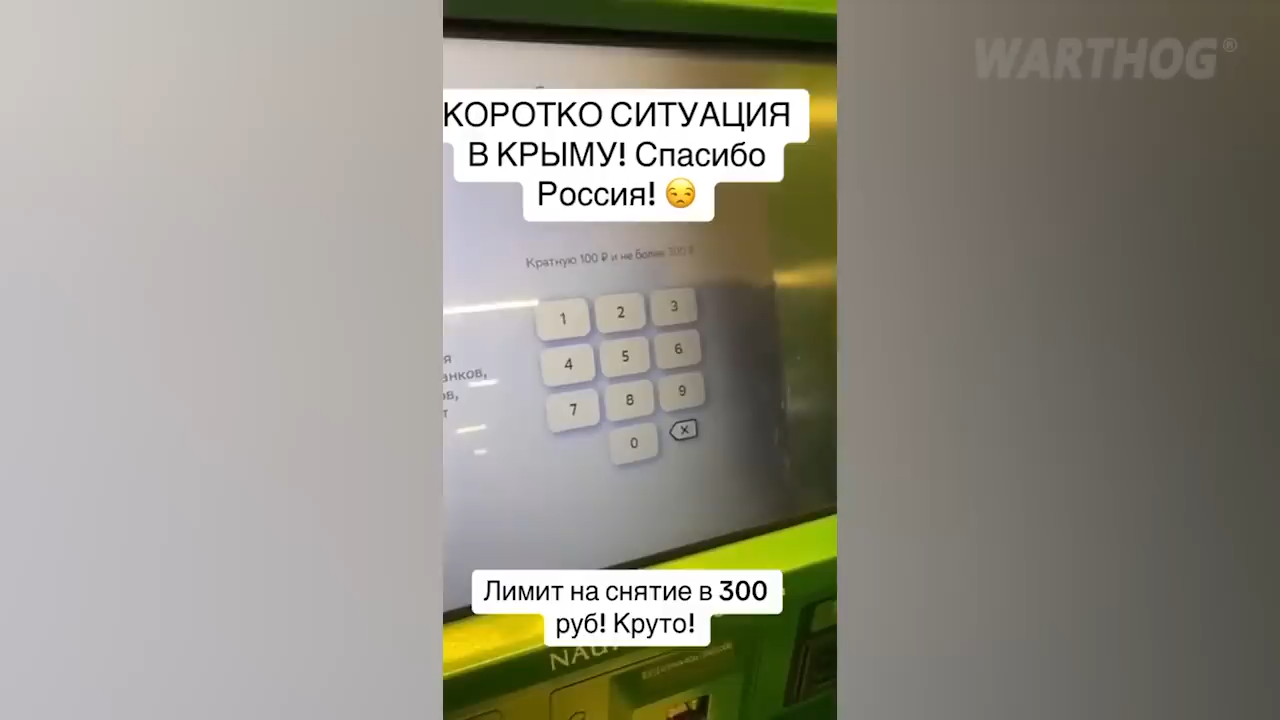 WARTHOG®
КОРОТКО СИТУАЦИЯ
В КРЫМУ! Спасибо
Россия! 😒
Кратную 100 ₽ и не более 300 ₽
1 2 3
4 5 6
7 8 9
0
Лимит на снятие в 300
руб! Круто!